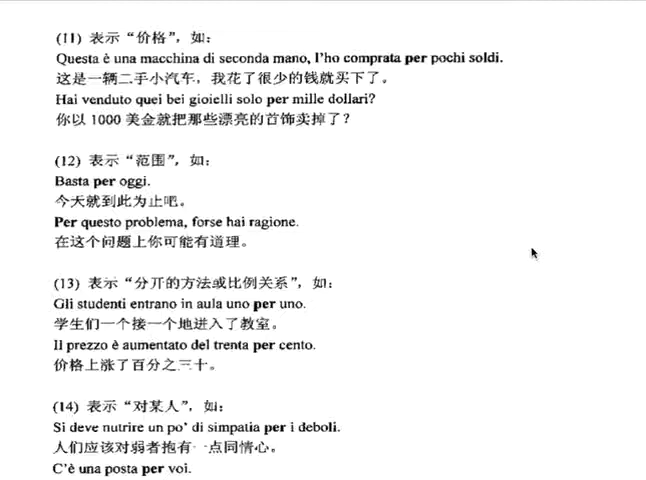 (11) 表示“价格”，如：
Questa è una macchina di seconda mano, l'ho comprata per pochi soldi.
这是一辆二手小汽车，我花了很少的钱就买下了。
Hai venduto quei bei gioielli solo per mille dollari?
你以 1000 美金就把那些漂亮的首饰卖掉了？
(12) 表示“范围”，如：
Basta per oggi.
今天就到此为止吧。
Per questo problema, forse hai ragione.
在这个问题上你可能有道理。
(13) 表示“分开的方法或比例关系”，如：
Gli studenti entrano in aula uno per uno.
学生们一个接一个地进入了教室。
Il prezzo è aumentato del trenta per cento.
价格上涨了百分之三十。
(14) 表示“对某人”，如：
Si deve nutrire un po' di simpatia per i deboli.
人们应该对弱者抱有一点同情心。
C'è una posta per voi.